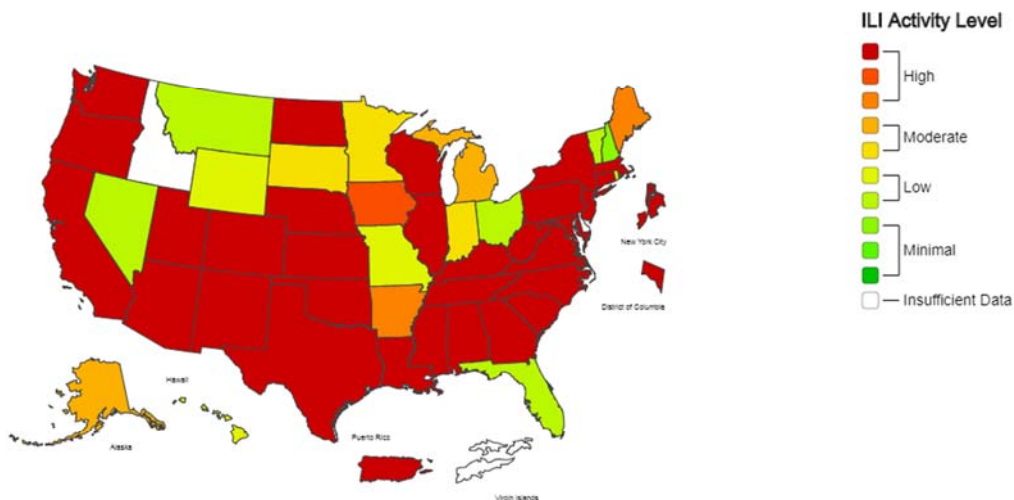 ILI Activity Level
High
Moderate
Low
Minimal
Insufficient Data
New York City
District of Columbia
Hawaii
Alaska
Puerto Rico
Virgin Islands